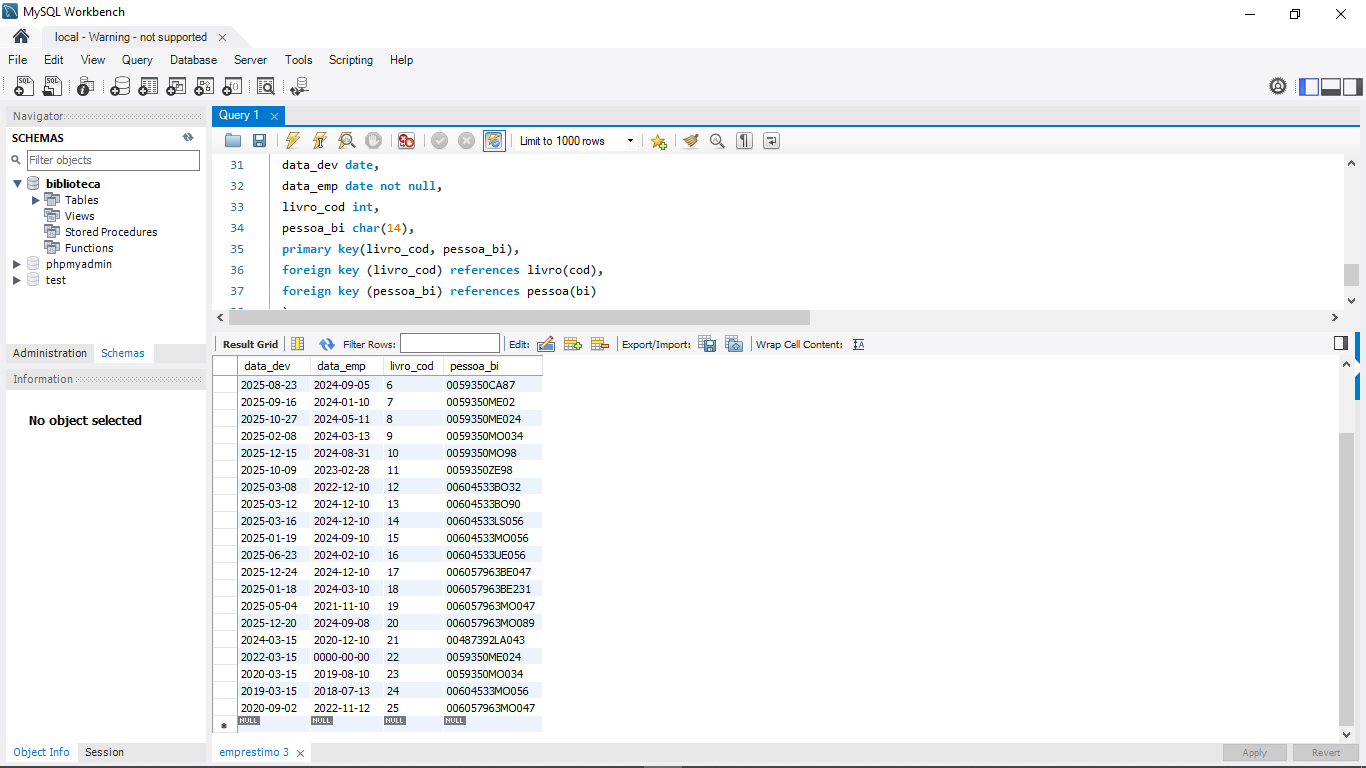 MySQL Workbench
local - Warning - not supported
File Edit View Query Database Server Tools Scripting Help
Navigator
SCHEMAS
Filter objects
biblioteca
Tables
Views
Stored Procedures
Functions
phpmyadmin
test
Administration Schemas
Information
No object selected
Object Info Session
Query 1
Limit to 1000 rows
31 data_dev date,
32 data_emp date not null,
33 livro_cod int,
34 pessoa_bi char(14),
35 primary key(livro_cod, pessoa_bi),
36 foreign key (livro_cod) references livro(cod),
37 foreign key (pessoa_bi) references pessoa(bi)
Result Grid Filter Rows: Edit: Export/Import: Wrap Cell Content:
data_dev data_emp livro_cod pessoa_bi
2025-08-23 2024-09-05 6 0059350CA87
2025-09-16 2024-01-10 7 0059350ME02
2025-10-27 2024-05-11 8 0059350ME024
2025-02-08 2024-03-13 9 0059350MO034
2025-12-15 2024-08-31 10 0059350MO98
2025-10-09 2023-02-28 11 0059350ZE98
2025-03-08 2022-12-10 12 00604533BO32
2025-03-12 2024-12-10 13 00604533BO90
2025-03-16 2024-12-10 14 00604533LS056
2025-01-19 2024-09-10 15 00604533MO056
2025-06-23 2024-02-10 16 00604533UE056
2025-12-24 2024-12-10 17 006057963BE047
2025-01-18 2024-03-10 18 006057963BE231
2025-05-04 2021-11-10 19 006057963MO047
2025-12-20 2024-09-08 20 006057963MO089
2024-03-15 2020-12-10 21 00487392LA043
2022-03-15 0000-00-00 22 0059350ME024
2020-03-15 2019-08-10 23 0059350MO034
2019-03-15 2018-07-13 24 00604533MO056
2020-09-02 2022-11-12 25 006057963MO047
NULL NULL NULL NULL
emprestimo 3
Apply Revert